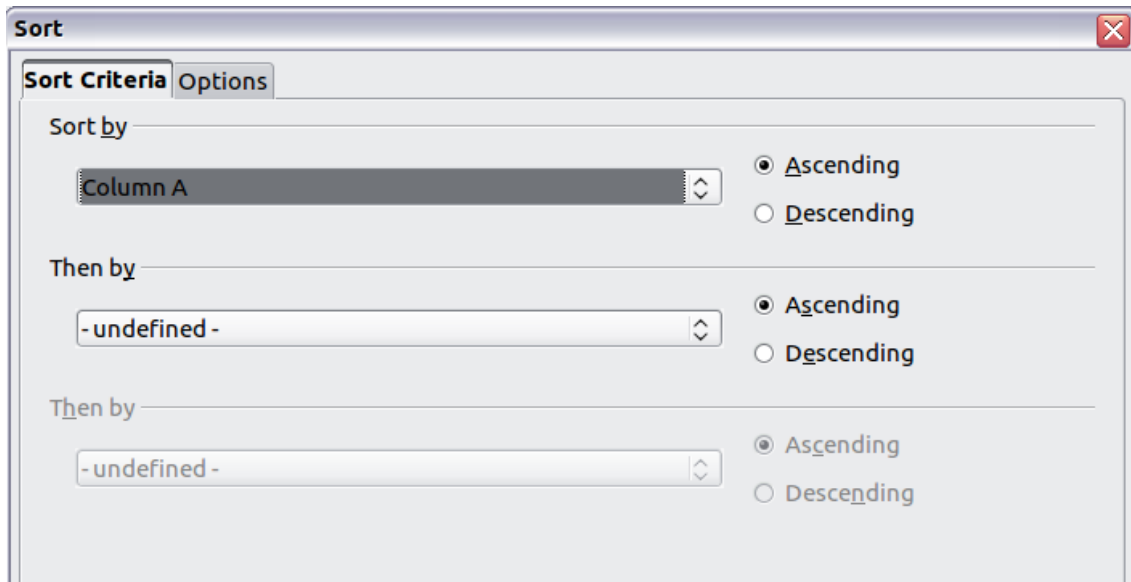 Sort
Sort Criteria Options
Sort by
Column A
Ascending
Descending
Then by
- undefined -
Ascending
Descending
Then by
- undefined -
Ascending
Descending